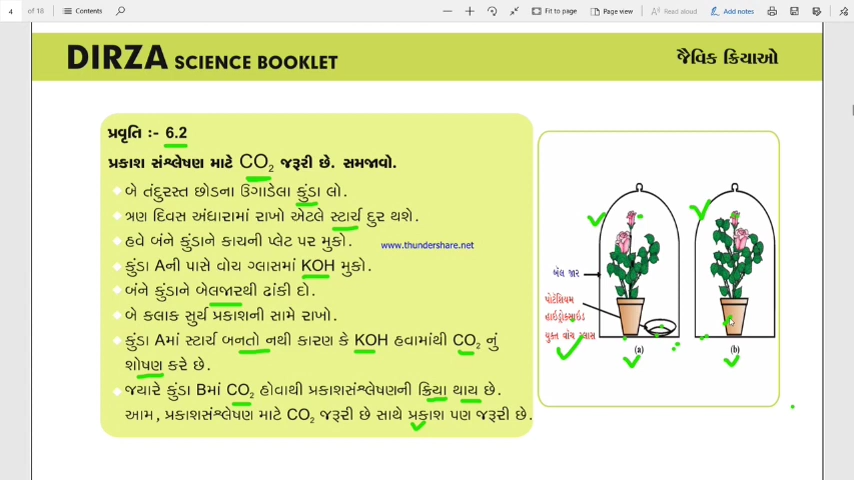 4 of 18 Contents Fit to page Page view Read aloud Add notes
DIRZA SCIENCE BOOKLET
જૈવિક ક્રિયાઓ
પ્રવૃતિ :- 6.2
પ્રકાશ સંશ્લેષણ માટે CO2 જરૂરી છે. સમજાવો.
બે તંદુરસ્ત છોડના ઉગાડેલા કુંડા લો.
ત્રણ દિવસ અંધારામાં રાખો એટલે સ્ટાર્ચ દુર થશે.
હવે બંને કુંડાને કાચની પ્લેટ પર મુકો.
કુંડા Aની પાસે વોચ ગ્લાસમાં KOH મુકો.
બંને કુંડાને બેલજારથી ઢાંકી દો.
બે કલાક સુર્ય પ્રકાશની સામે રાખો.
કુંડા Aમાં સ્ટાર્ચ બનતો નથી કારણ કે KOH હવામાંથી CO2 નું
શોષણ કરે છે.
જ્યારે કુંડા Bમાં CO2 હોવાથી પ્રકાશસંશ્લેષણની ક્રિયા થાય છે.
આમ, પ્રકાશસંશ્લેષણ માટે CO2 જરૂરી છે સાથે પ્રકાશ પણ જરૂરી છે.
www.thundershare.net
બેલ જાર
પોટેશિયમ
હાઇડ્રોક્સાઇડ
યુક્ત વોચ ગ્લાસ
(a)
(b)